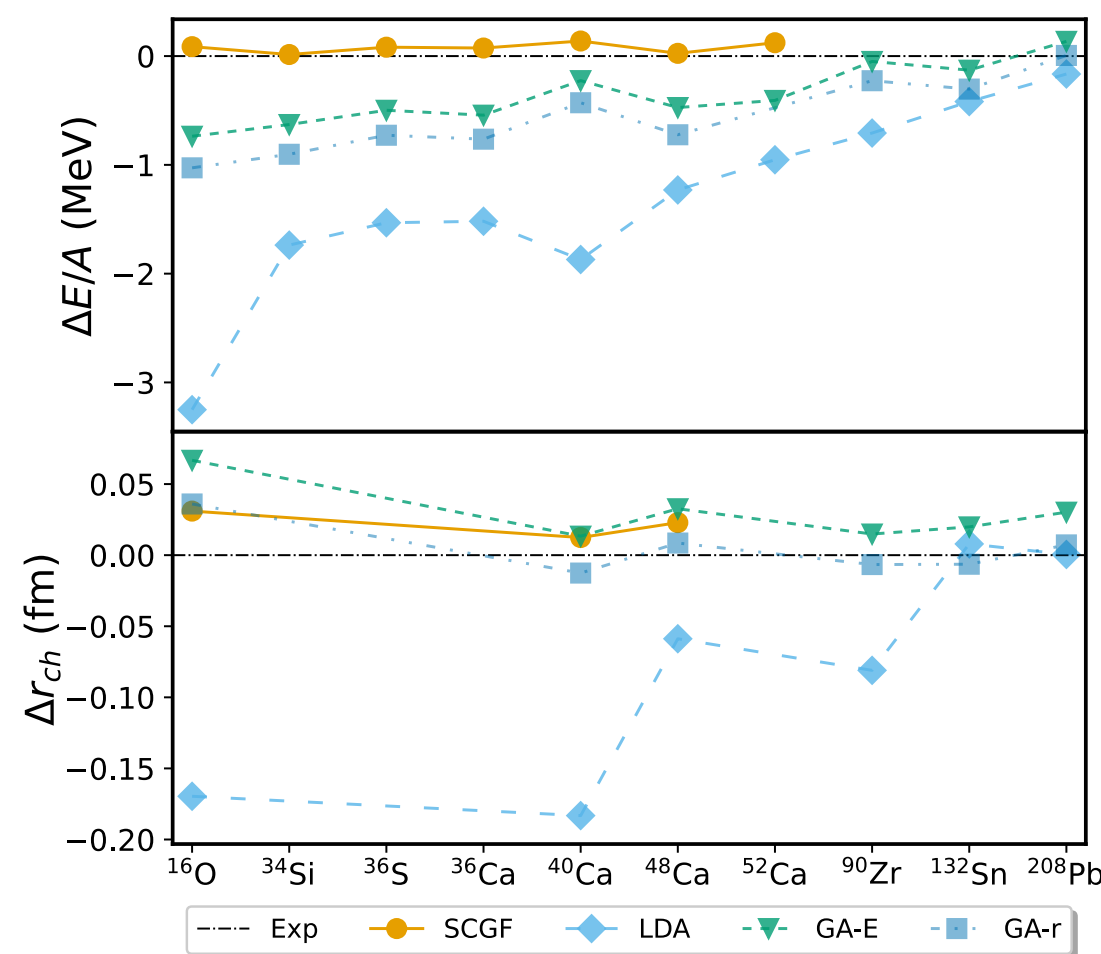 0
−1
−2
−3
ΔE/A (MeV)
0.05
0.00
−0.05
−0.10
−0.15
−0.20
Δr_ch (fm)
¹⁶O ³⁴Si ³⁶S ³⁶Ca ⁴⁰Ca ⁴⁸Ca ⁵²Ca ⁹⁰Zr ¹³²Sn ²⁰⁸Pb
Exp SCGF LDA GA-E GA-r